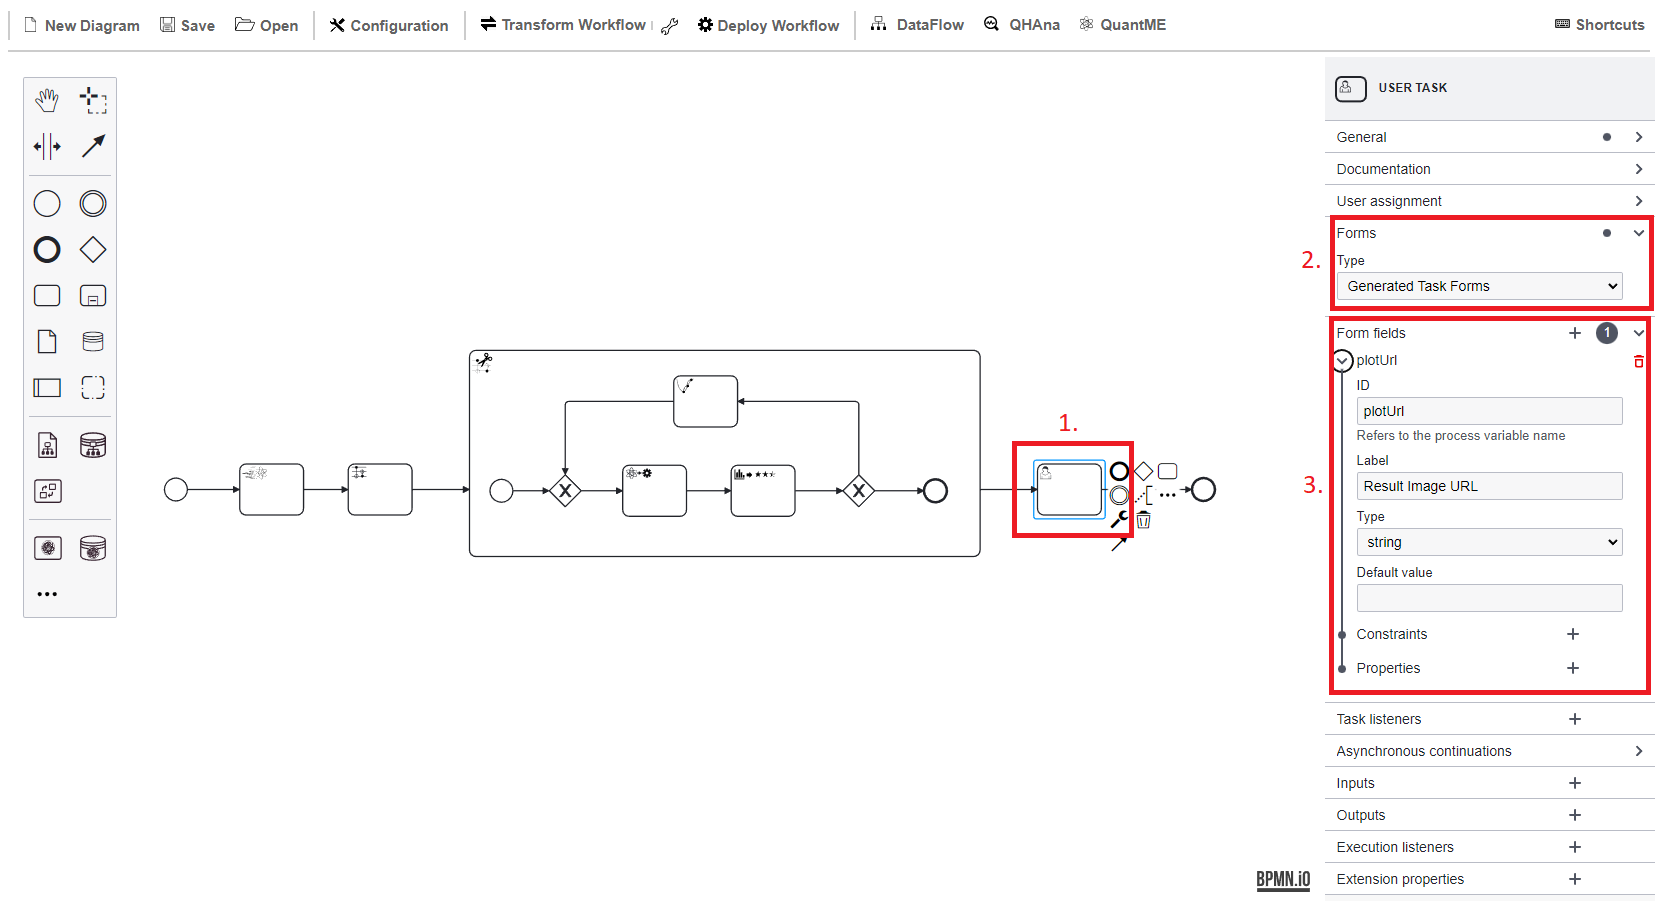 New Diagram Save Open Configuration Transform Workflow Deploy Workflow DataFlow QHAna QuantME Shortcuts
USER TASK
General
Documentation
User assignment
Forms
2.
Type
Generated Task Forms
Form fields
1
plotUrl
ID
plotUrl
Refers to the process variable name
1.
Label
3.
Result Image URL
Type
string
Default value
Constraints
Properties
Task listeners
Asynchronous continuations
Inputs
Outputs
Execution listeners
BPMN.iO
Extension properties